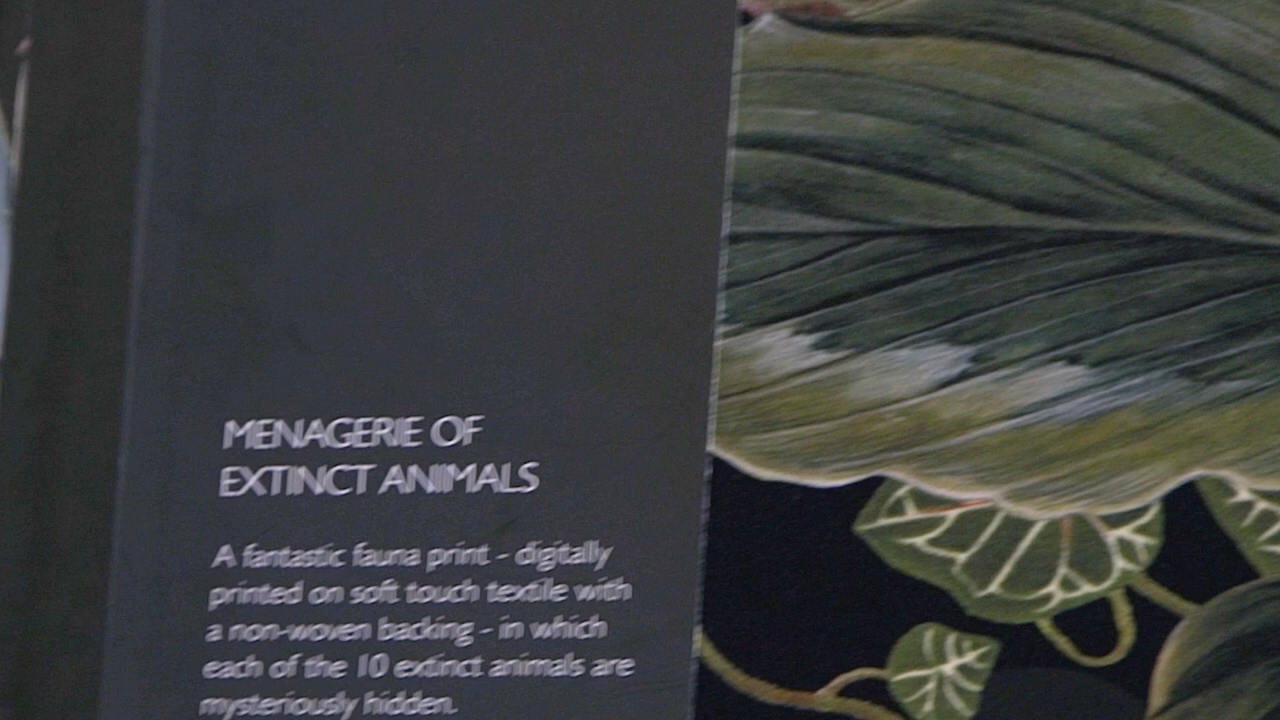 MENAGERIE OF
EXTINCT ANIMALS
A fantastic fauna print - digitally
printed on soft touch textile with
a non-woven backing - in which
each of the 10 extinct animals are
mysteriously hidden.